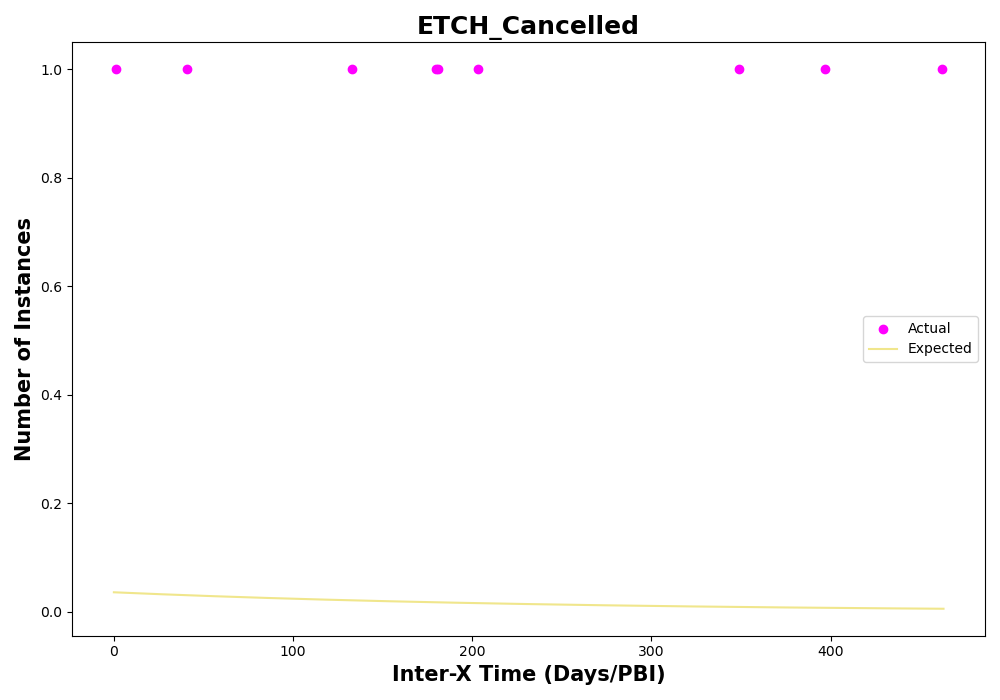 ETCH_Cancelled
Number of Instances
1.0
0.8
0.6
0.4
0.2
0.0
Actual
Expected
0 100 200 300 400
Inter-X Time (Days/PBI)